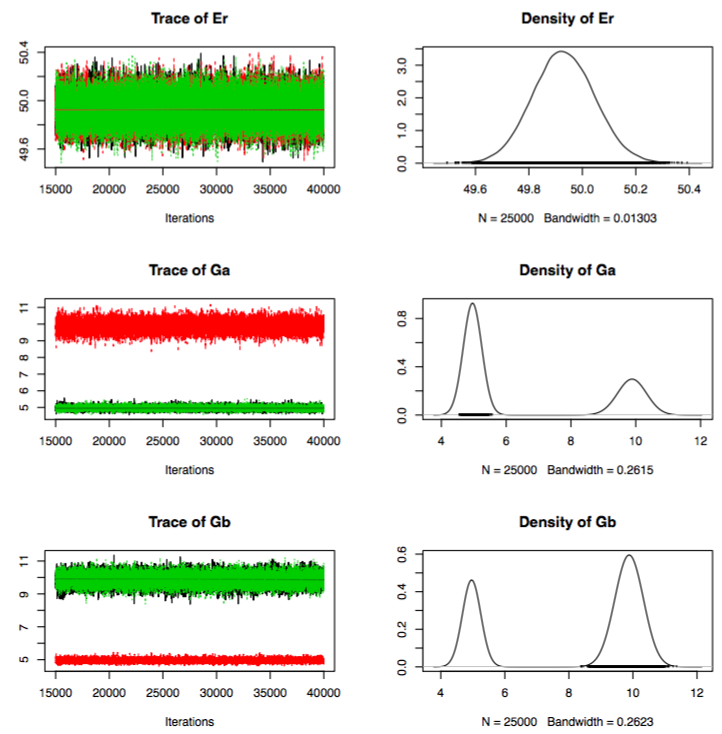 Trace of Er
50.4
50.0
49.6
15000 20000 25000 30000 35000 40000
Iterations
Density of Er
3.0
2.0
1.0
0.0
49.6 49.8 50.0 50.2 50.4
N = 25000 Bandwidth = 0.01303
Trace of Ga
11
9
8
6
5
15000 20000 25000 30000 35000 40000
Iterations
Density of Ga
0.8
0.4
0.0
4 6 8 10 12
N = 25000 Bandwidth = 0.2615
Trace of Gb
11
9
7
5
15000 20000 25000 30000 35000 40000
Iterations
Density of Gb
0.6
0.4
0.2
0.0
4 6 8 10 12
N = 25000 Bandwidth = 0.2623